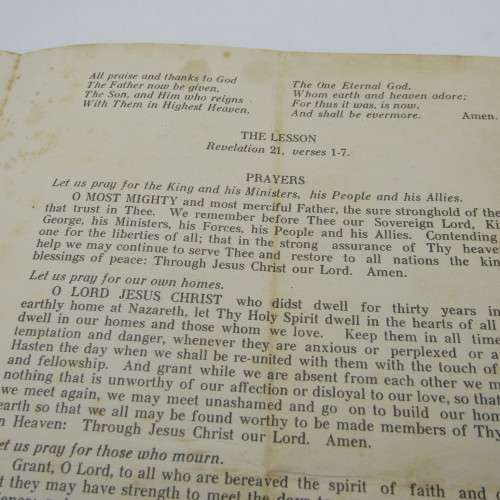 All praise and thanks to God
The Father now be given,
The Son, and Him who reigns
With Them in Highest Heaven,
The One Eternal God,
Whom earth and heaven adore;
For thus it was, is now,
And shall be evermore. Amen.
THE LESSON
Revelation 21, verses 1-7.
PRAYERS
Let us pray for the King and his Ministers, his People and his Allies.
O MOST MIGHTY and most merciful Father, the sure stronghold of the
that trust in Thee. We remember before Thee our Sovereign Lord, Ki
George, his Ministers, his Forces, his People and his Allies. Contending
one for the liberties of all; that in the strong assurance of Thy heaven
help we may continue to serve Thee and restore to all nations the kin
blessings of peace: Through Jesus Christ our Lord. Amen.
Let us pray for our own homes.
O LORD JESUS CHRIST who didst dwell for thirty years in
earthly home at Nazareth, let Thy Holy Spirit dwell in the hearts of all
dwell in our homes and those whom we love. Keep them in all time
temptation and danger, whenever they are anxious or perplexed or a
Hasten the day when we shall be re-united with them with the touch of
and fellowship. And grant while we are absent from each other we m
nothing that is unworthy of our affection or disloyal to our love, so that
we meet again, we may meet unashamed and go on to build our hom
earth so that we all may be found worthy to be made members of Thy
n Heaven: Through Jesus Christ our Lord. Amen.
et us pray for those who mourn.
Grant, O Lord, to all who are bereaved the spirit of faith and c
t they may have strength to meet the days